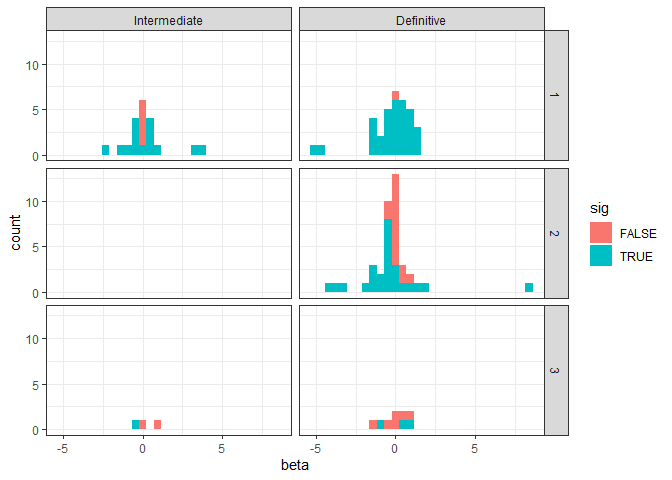 Intermediate Definitive
10
5
0
1
10
5
0
2
10
5
0
3
count
-5 0 5 -5 0 5
beta
sig
FALSE
TRUE